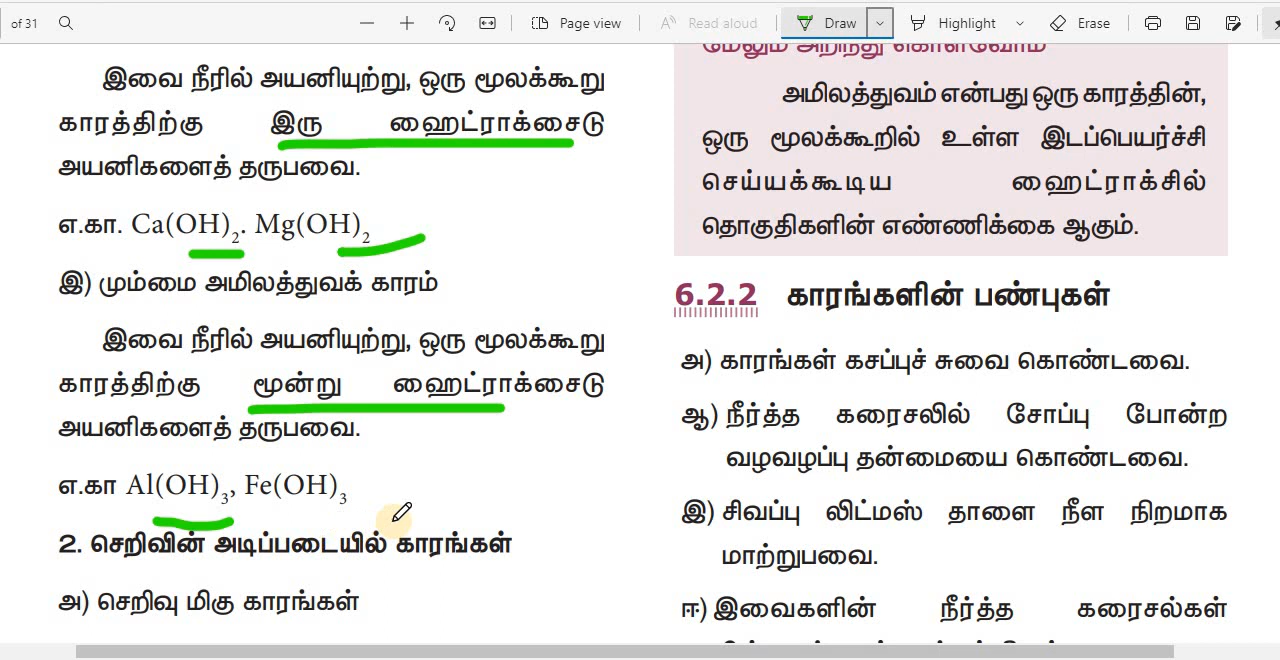 of 31
Page view
Read aloud
Draw
Highlight
Erase
இவை நீரில் அயனியுற்று, ஒரு மூலக்கூறு
காரத்திற்கு இரு ஹைட்ராக்சைடு
அயனிகளைத் தருபவை.
எ.கா. Ca(OH)₂. Mg(OH)₂
இ) மும்மை அமிலத்துவக் காரம்
இவை நீரில் அயனியுற்று, ஒரு மூலக்கூறு
காரத்திற்கு மூன்று ஹைட்ராக்சைடு
அயனிகளைத் தருபவை.
எ.கா Al(OH)₃, Fe(OH)₃
2. செறிவின் அடிப்படையில் காரங்கள்
அ) செறிவு மிகு காரங்கள்
மேலும் அறிந்து கொள்வோம்
அமிலத்துவம் என்பது ஒரு காரத்தின்,
ஒரு மூலக்கூறில் உள்ள இடப்பெயர்ச்சி
செய்யக்கூடிய ஹைட்ராக்சில்
தொகுதிகளின் எண்ணிக்கை ஆகும்.
6.2.2 காரங்களின் பண்புகள்
அ) காரங்கள் கசப்புச் சுவை கொண்டவை.
ஆ) நீர்த்த கரைசலில் சோப்பு போன்ற
வழவழப்பு தன்மையை கொண்டவை.
இ) சிவப்பு லிட்மஸ் தாளை நீள நிறமாக
மாற்றுபவை.
ஈ) இவைகளின் நீர்த்த கரைசல்கள்